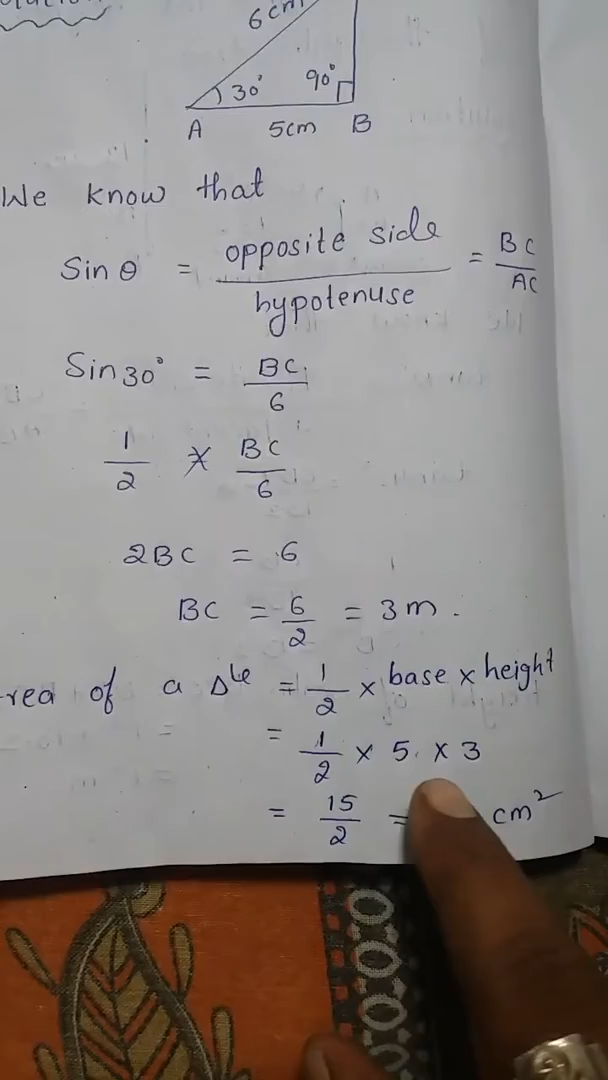 6cm
30° 90°
A 5cm B
We know that
Sin θ = opposite side / hypotenuse = BC / AC
Sin 30° = BC / 6
1 / 2 × BC / 6
2BC = 6
BC = 6 / 2 = 3 m.
rea of a Δle = 1 / 2 × base × height
= 1 / 2 × 5 × 3
= 15 / 2 = cm²